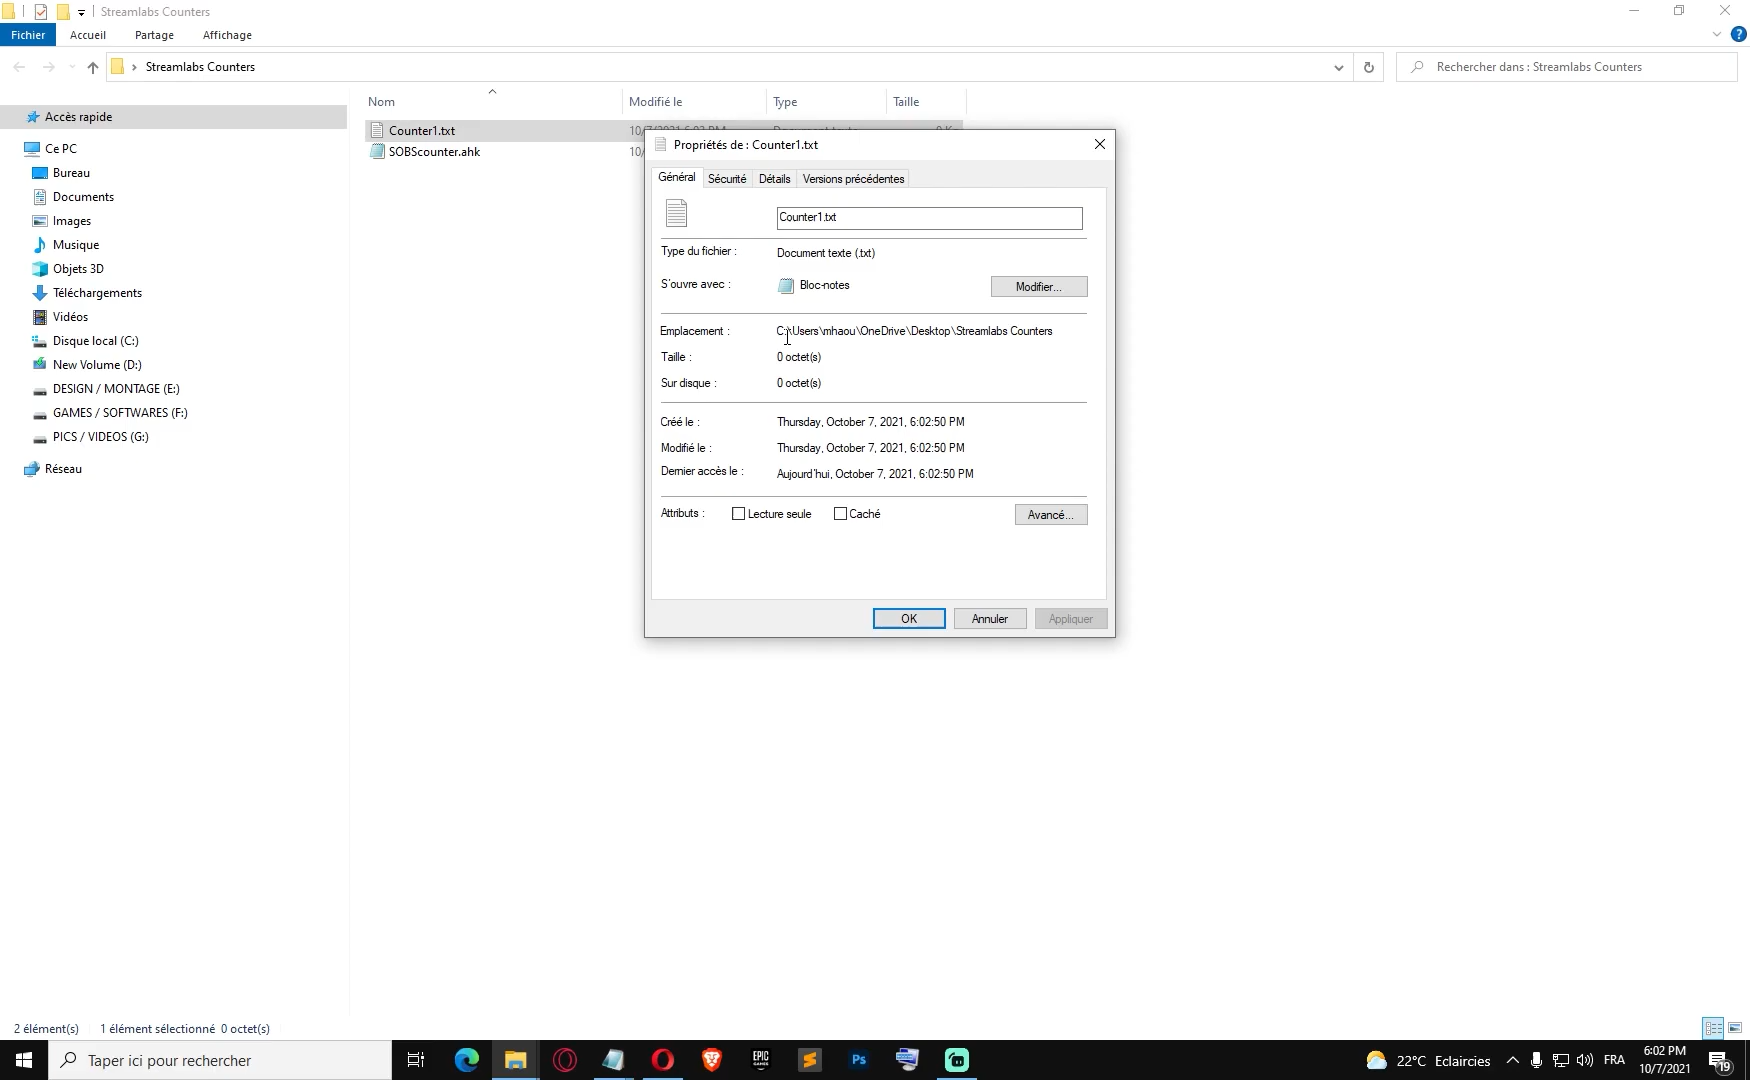 Streamlabs Counters
Fichier Accueil Partage Affichage
Streamlabs Counters
Rechercher dans : Streamlabs Counters
Nom Modifié le Type Taille
Accès rapide
Ce PC
Bureau
Documents
Images
Musique
Objets 3D
Téléchargements
Vidéos
Disque local (C:)
New Volume (D:)
DESIGN / MONTAGE (E:)
GAMES / SOFTWARES (F:)
PICS / VIDEOS (G:)
Réseau
Counter1.txt
SOBScounter.ahk 10/
Propriétés de : Counter1.txt
Général Sécurité Détails Versions précédentes
Counter1.txt
Type du fichier : Document texte (.txt)
S'ouvre avec : Bloc-notes Modifier...
Emplacement : C:\Users\mhaou\OneDrive\Desktop\Streamlabs Counters
Taille : 0 octet(s)
Sur disque : 0 octet(s)
Créé le : Thursday, October 7, 2021, 6:02:50 PM
Modifié le : Thursday, October 7, 2021, 6:02:50 PM
Dernier accès le : Aujourd'hui, October 7, 2021, 6:02:50 PM
Attributs : Lecture seule Caché Avancé...
OK Annuler Appliquer
2 élément(s) 1 élément sélectionné 0 octet(s)
Taper ici pour rechercher
EPIC GAMES
Ps
22°C Eclaircies
FRA
6:02 PM
10/7/2021
19